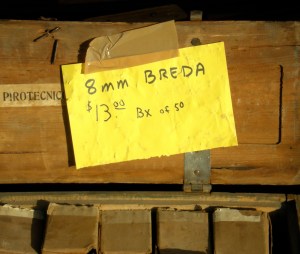 8mm BREDA
$13.00 Bx of 50
PIROTECNIC